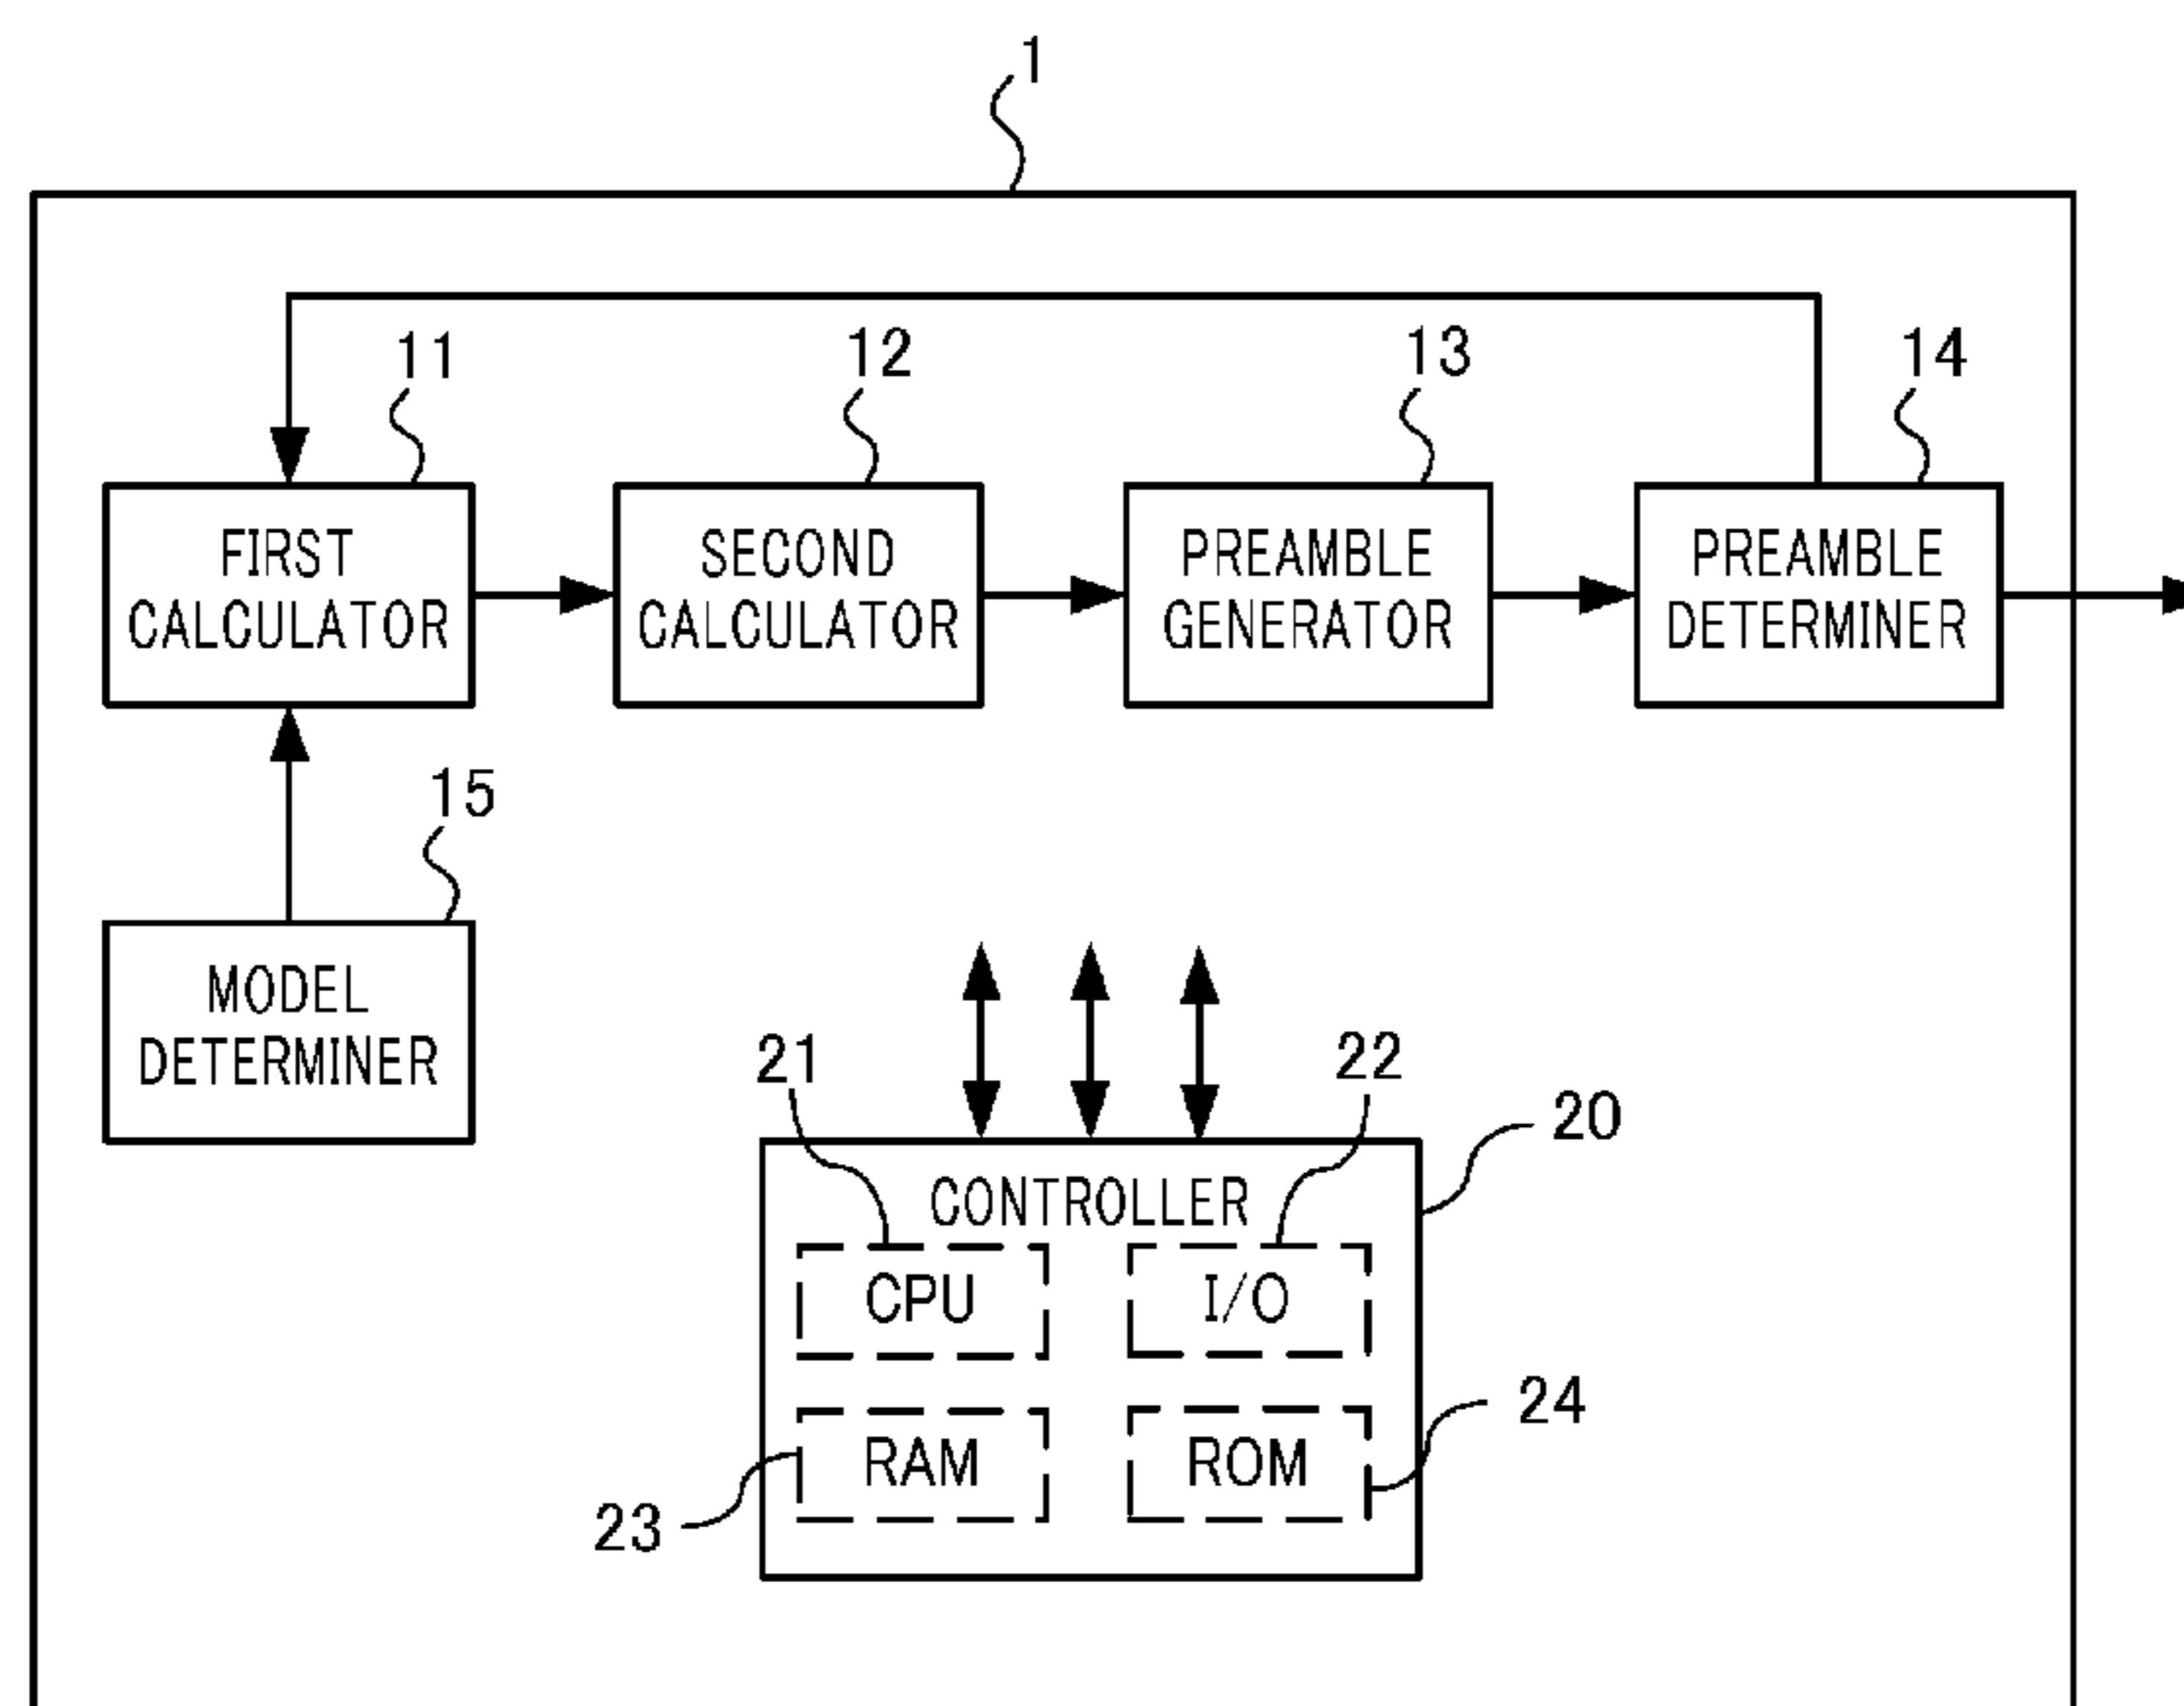 1
11
12
13
14
FIRST
CALCULATOR
SECOND
CALCULATOR
PREAMBLE
GENERATOR
PREAMBLE
DETERMINER
15
MODEL
DETERMINER
21
22
20
CONTROLLER
CPU
I/O
RAM
ROM
24
23